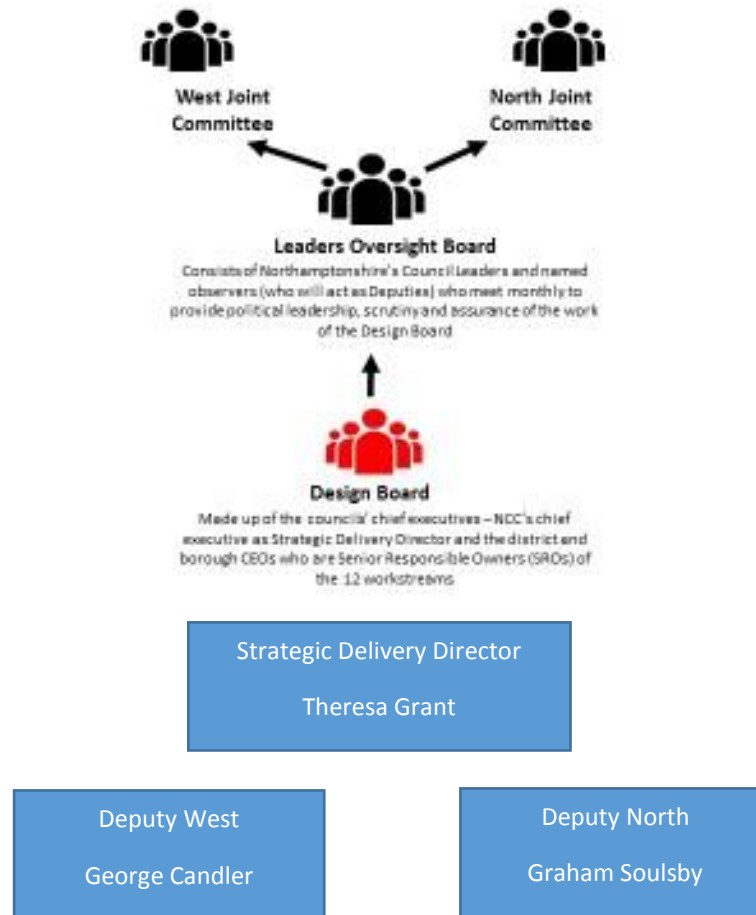 West Joint
Committee
North Joint
Committee
Leaders Oversight Board
Consists of Northamptonshire's Council Leaders and named
observers (who will act as Deputies) who meet monthly to
provide political leadership, scrutiny and assurance of the work
of the Design Board
Design Board
Made up of the councils' chief executives – NCC's chief
executive as Strategic Delivery Director and the district and
borough CEOs who are Senior Responsible Owners (SROs) of
the 12 workstreams
Strategic Delivery Director
Theresa Grant
Deputy West
George Candler
Deputy North
Graham Soulsby